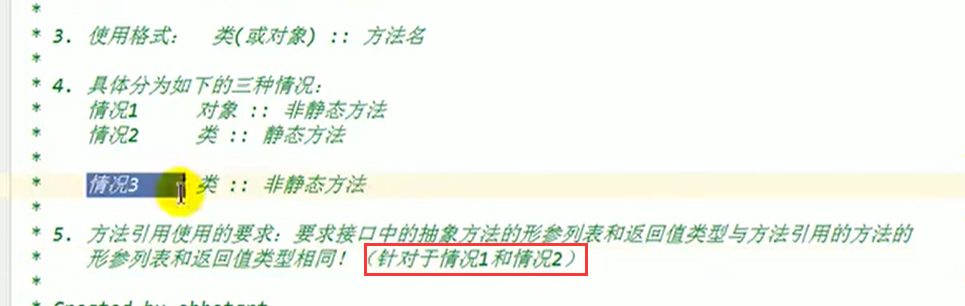 *
* 3. 使用格式： 类(或对象) :: 方法名
*
* 4. 具体分为如下的三种情况：
* 情况1 对象 :: 非静态方法
* 情况2 类 :: 静态方法
*
* 情况3 类 :: 非静态方法
*
* 5. 方法引用使用的要求：要求接口中的抽象方法的形参列表和返回值类型与方法引用的方法的
* 形参列表和返回值类型相同！（针对于情况1和情况2）
*